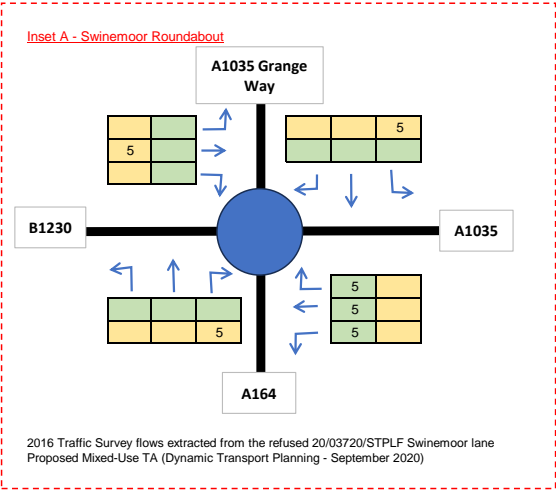 Inset A - Swinemoor Roundabout
A1035 Grange
Way
5
5
B1230
A1035
5
5
5
5
A164
2016 Traffic Survey flows extracted from the refused 20/03720/STPLF Swinemoor lane
Proposed Mixed-Use TA (Dynamic Transport Planning - September 2020)